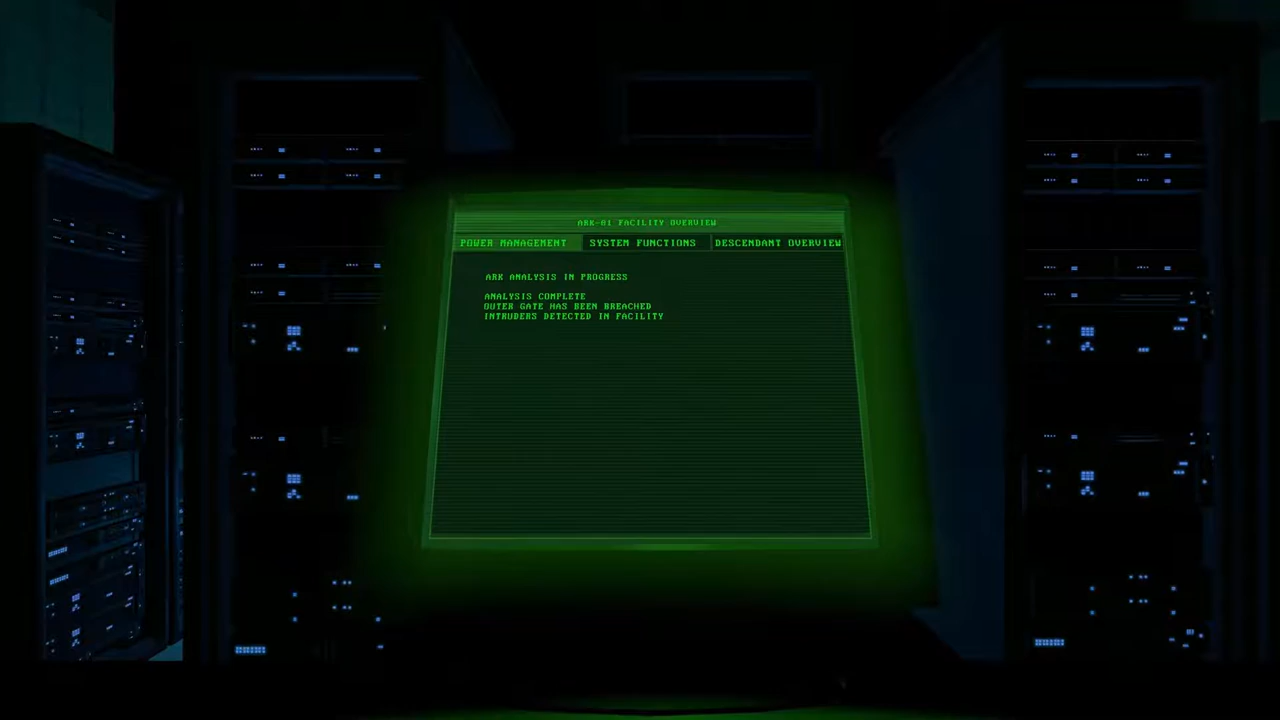 ARK-01 FACILITY OVERVIEW
POWER MANAGEMENT SYSTEM FUNCTIONS DESCENDANT OVERVIEW
ARK ANALYSIS IN PROGRESS
ANALYSIS COMPLETE
OUTER GATE HAS BEEN BREACHED
INTRUDERS DETECTED IN FACILITY